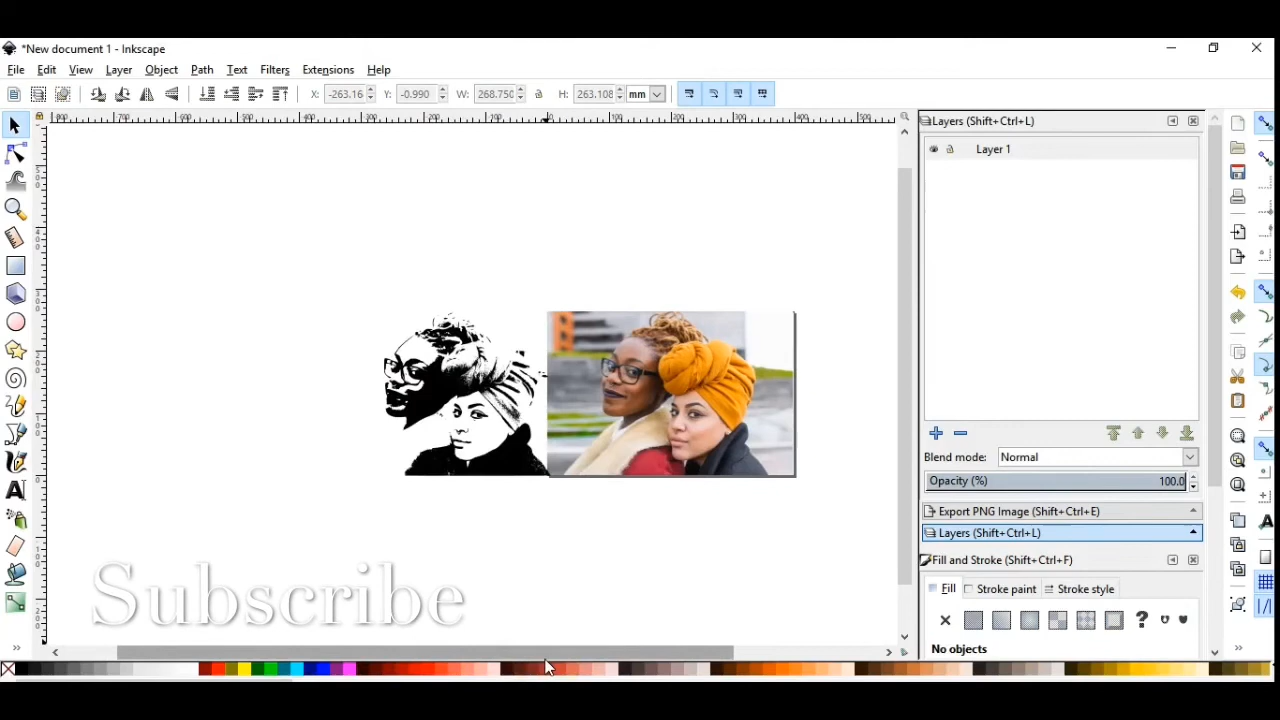 *New document 1 - Inkscape
File Edit View Layer Object Path Text Filters Extensions Help
X: -263.16 Y: -0.990 W: 268.750 H: 263.108 mm
Layers (Shift+Ctrl+L)
Layer 1
Blend mode: Normal
Opacity (%) 100.0
Export PNG Image (Shift+Ctrl+E)
Layers (Shift+Ctrl+L)
Fill and Stroke (Shift+Ctrl+F)
Fill Stroke paint Stroke style
No objects
Subscribe